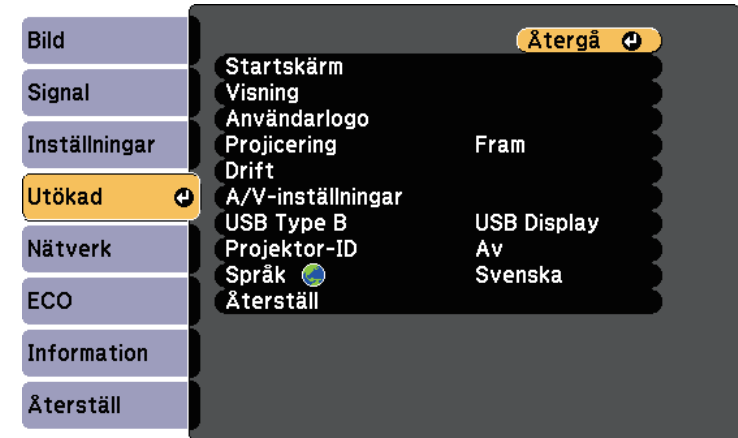 Bild
Signal
Inställningar
Utökad
Nätverk
ECO
Information
Återställ
Återgå
Startskärm
Visning
Användarlogo
Projicering Fram
Drift
A/V-inställningar
USB Type B USB Display
Projektor-ID Av
Språk Svenska
Återställ